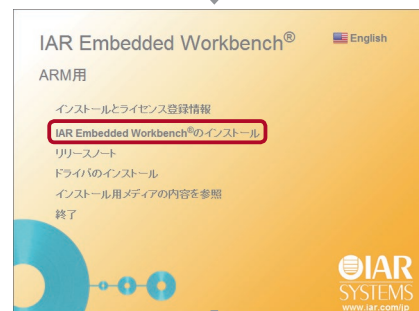 IAR Embedded Workbench®
English
ARM用
インストールとライセンス登録情報
IAR Embedded Workbench®のインストール
リリースノート
ドライバのインストール
インストール用メディアの内容を参照
終了
IAR
SYSTEMS
www.iar.com/jp